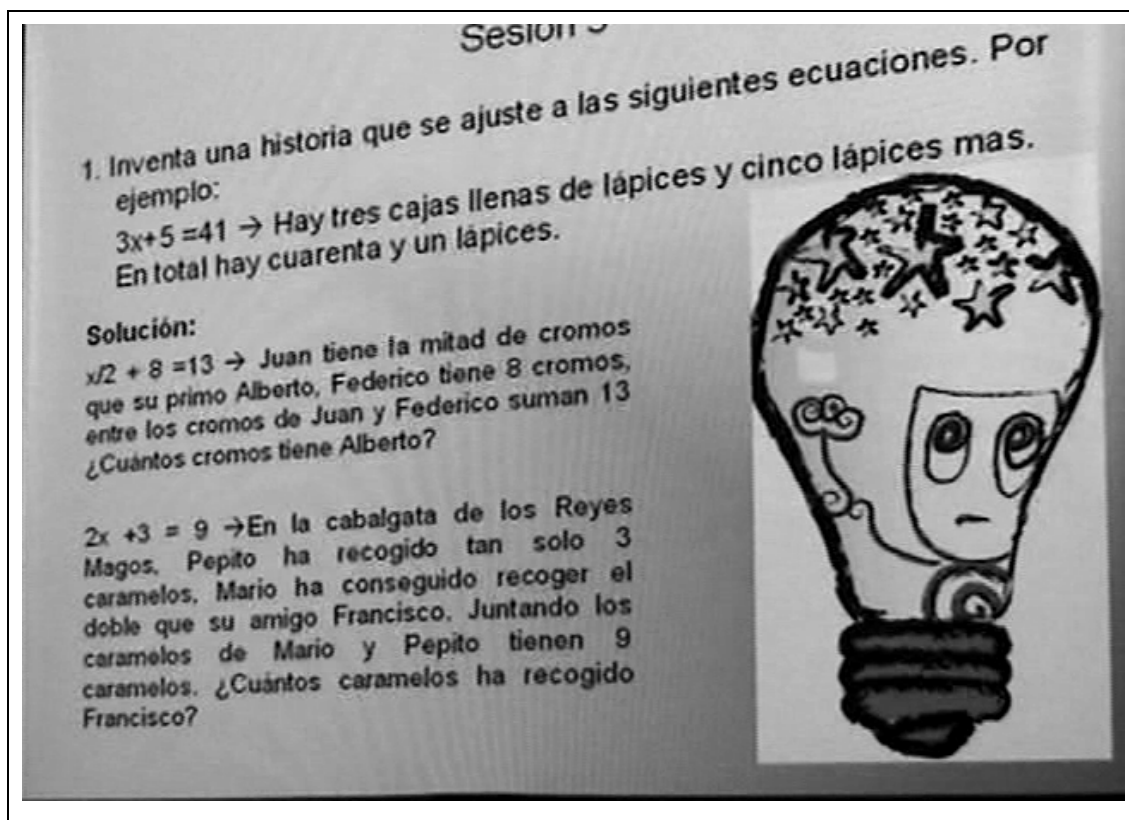 Sesión
1. Inventa una historia que se ajuste a las siguientes ecuaciones. Por
ejemplo:
3x+5 =41 → Hay tres cajas llenas de lápices y cinco lápices mas.
En total hay cuarenta y un lápices.
Solución:
x/2 + 8 =13 → Juan tiene la mitad de cromos
que su primo Alberto, Federico tiene 8 cromos,
entre los cromos de Juan y Federico suman 13
¿Cuántos cromos tiene Alberto?
2x +3 = 9 →En la cabalgata de los Reyes
Magos, Pepito ha recogido tan solo 3
caramelos, Mario ha conseguido recoger el
doble que su amigo Francisco. Juntando los
caramelos de Mario y Pepito tienen 9
caramelos. ¿Cuántos caramelos ha recogido
Francisco?